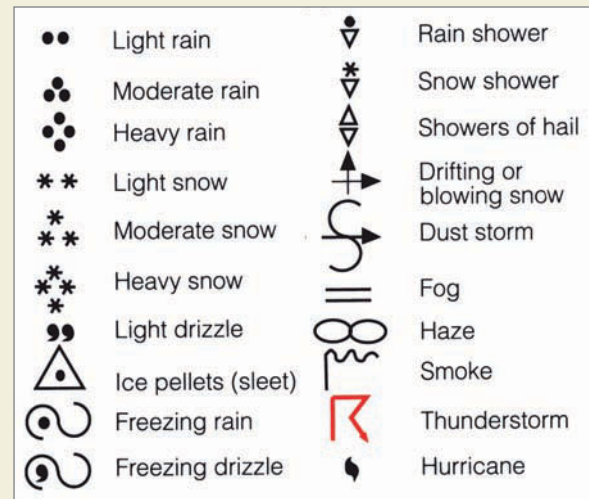 Light rain
Moderate rain
Heavy rain
Light snow
Moderate snow
Heavy snow
Light drizzle
Ice pellets (sleet)
Freezing rain
Freezing drizzle
Rain shower
Snow shower
Showers of hail
Drifting or
blowing snow
Dust storm
Fog
Haze
Smoke
Thunderstorm
Hurricane